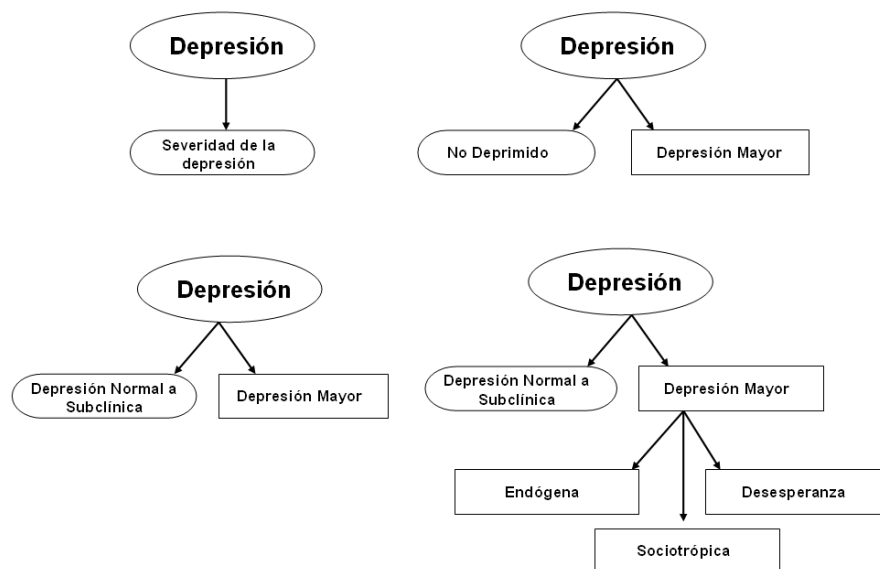 Depresión
Severidad de la
depresión
Depresión
No Deprimido
Depresión Mayor
Depresión
Depresión Normal a
Subclínica
Depresión Mayor
Depresión
Depresión Normal a
Subclínica
Depresión Mayor
Endógena
Desesperanza
Sociotrópica